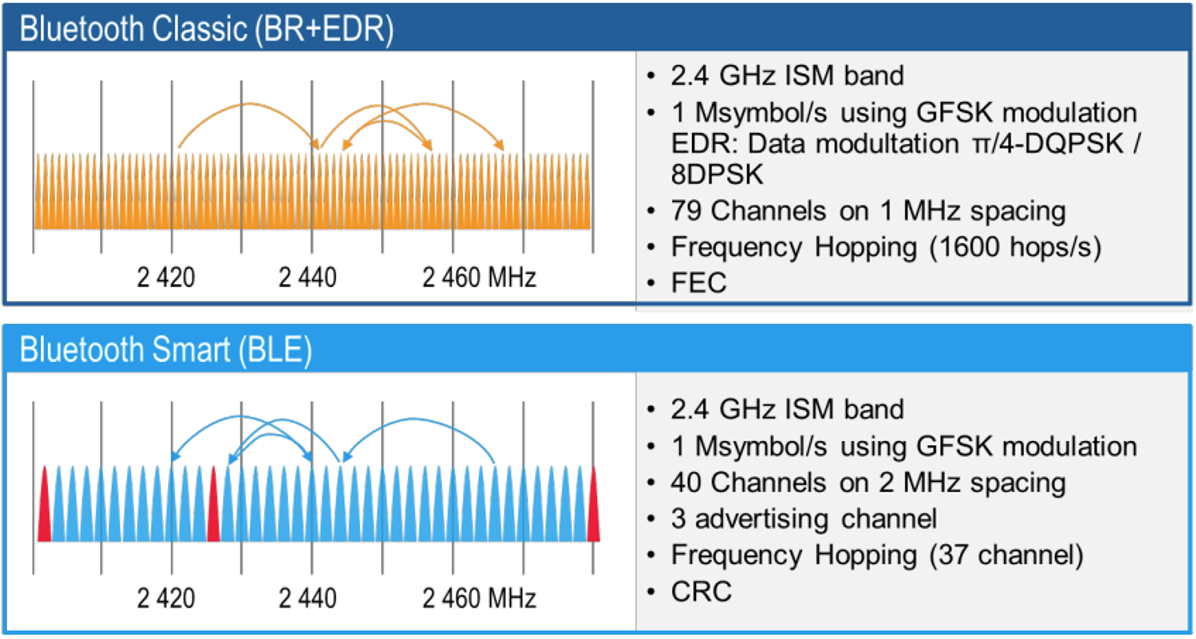 Bluetooth Classic (BR+EDR)
2 420 2 440 2 460 MHz
• 2.4 GHz ISM band
• 1 Msymbol/s using GFSK modulation
EDR: Data modultation π/4-DQPSK /
8DPSK
• 79 Channels on 1 MHz spacing
• Frequency Hopping (1600 hops/s)
• FEC
Bluetooth Smart (BLE)
2 420 2 440 2 460 MHz
• 2.4 GHz ISM band
• 1 Msymbol/s using GFSK modulation
• 40 Channels on 2 MHz spacing
• 3 advertising channel
• Frequency Hopping (37 channel)
• CRC